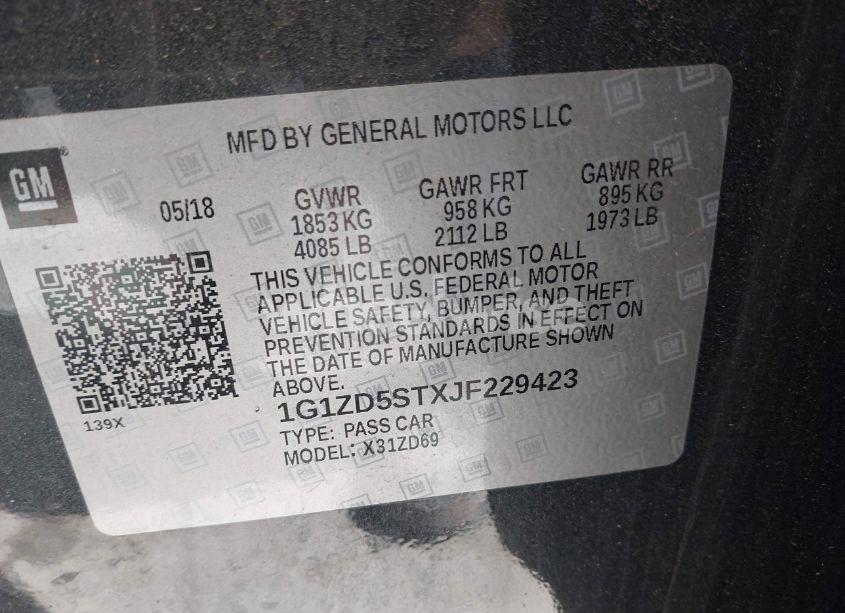 MFD BY GENERAL MOTORS LLC
GM
05/18
GVWR
1853 KG
4085 LB
GAWR FRT
958 KG
2112 LB
GAWR RR
895 KG
1973 LB
THIS VEHICLE CONFORMS TO ALL
APPLICABLE U.S. FEDERAL MOTOR
VEHICLE SAFETY, BUMPER, AND THEFT
PREVENTION STANDARDS IN EFFECT ON
THE DATE OF MANUFACTURE SHOWN
ABOVE.
1G1ZD5STXJF229423
TYPE: PASS CAR
MODEL: X31ZD69
139X